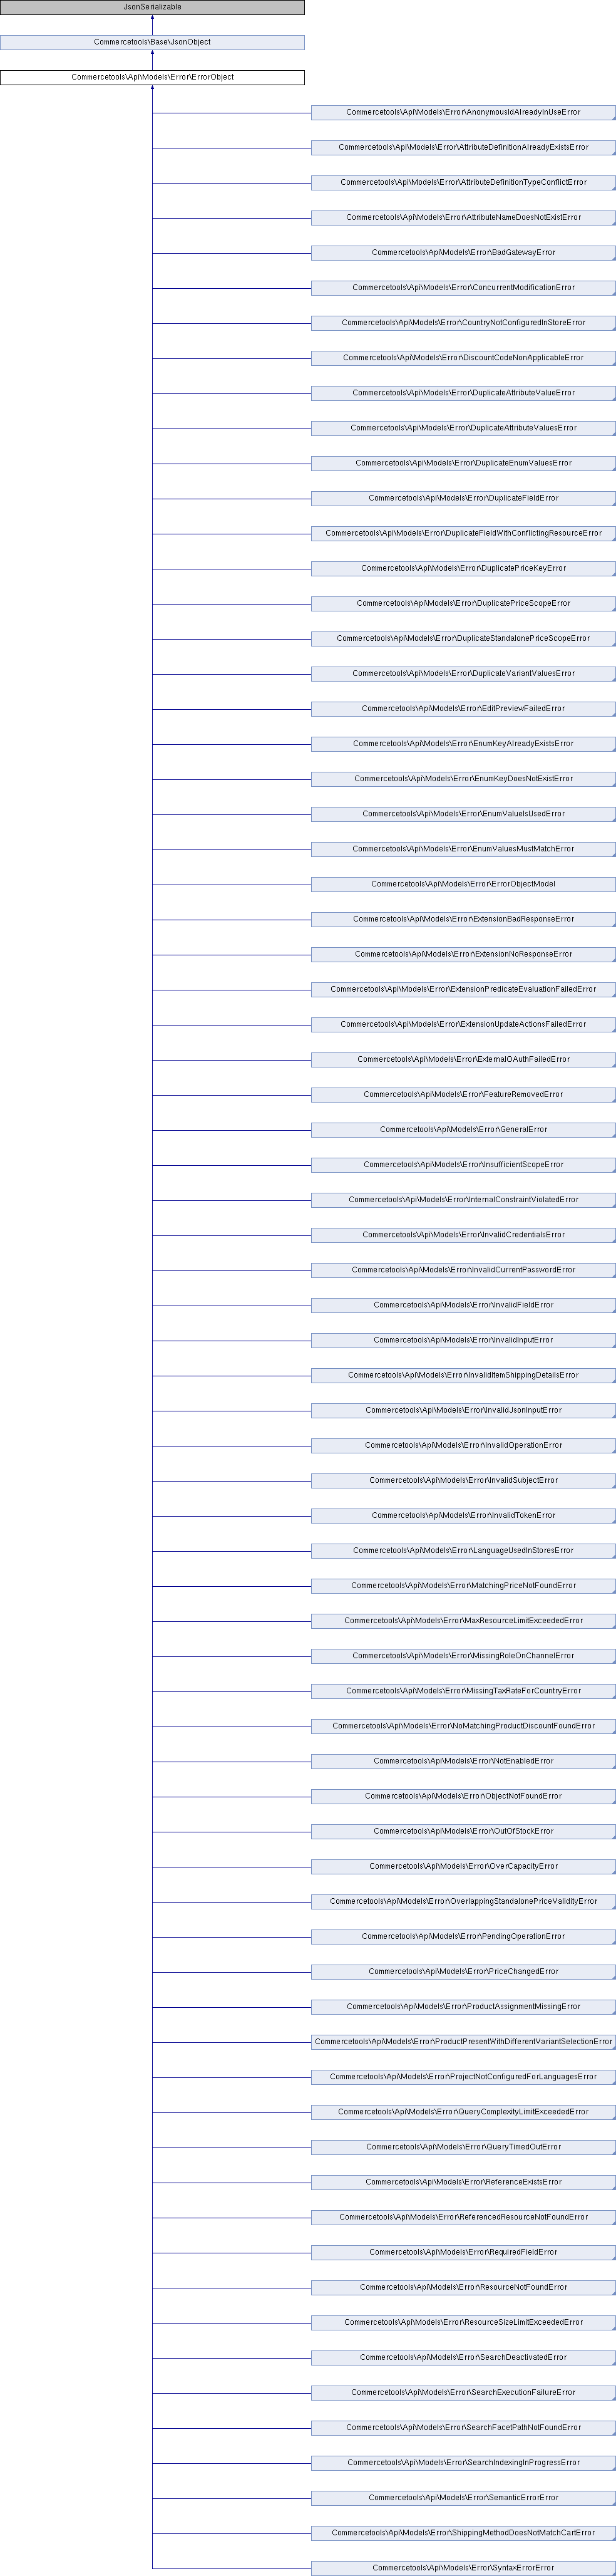 JsonSerializable
Commercetools\Base\JsonObject
Commercetools\Api\Models\Error\ErrorObject
Commercetools\Api\Models\Error\AnonymousIdAlreadyInUseError
Commercetools\Api\Models\Error\AttributeDefinitionAlreadyExistsError
Commercetools\Api\Models\Error\AttributeDefinitionTypeConflictError
Commercetools\Api\Models\Error\AttributeNameDoesNotExistError
Commercetools\Api\Models\Error\BadGatewayError
Commercetools\Api\Models\Error\ConcurrentModificationError
Commercetools\Api\Models\Error\CountryNotConfiguredInStoreError
Commercetools\Api\Models\Error\DiscountCodeNonApplicableError
Commercetools\Api\Models\Error\DuplicateAttributeValueError
Commercetools\Api\Models\Error\DuplicateAttributeValuesError
Commercetools\Api\Models\Error\DuplicateEnumValuesError
Commercetools\Api\Models\Error\DuplicateFieldError
Commercetools\Api\Models\Error\DuplicateFieldWithConflictingResourceError
Commercetools\Api\Models\Error\DuplicatePriceKeyError
Commercetools\Api\Models\Error\DuplicatePriceScopeError
Commercetools\Api\Models\Error\DuplicateStandalonePriceScopeError
Commercetools\Api\Models\Error\DuplicateVariantValuesError
Commercetools\Api\Models\Error\EditPreviewFailedError
Commercetools\Api\Models\Error\EnumKeyAlreadyExistsError
Commercetools\Api\Models\Error\EnumKeyDoesNotExistError
Commercetools\Api\Models\Error\EnumValueIsUsedError
Commercetools\Api\Models\Error\EnumValuesMustMatchError
Commercetools\Api\Models\Error\ErrorObjectModel
Commercetools\Api\Models\Error\ExtensionBadResponseError
Commercetools\Api\Models\Error\ExtensionNoResponseError
Commercetools\Api\Models\Error\ExtensionPredicateEvaluationFailedError
Commercetools\Api\Models\Error\ExtensionUpdateActionsFailedError
Commercetools\Api\Models\Error\ExternalOAuthFailedError
Commercetools\Api\Models\Error\FeatureRemovedError
Commercetools\Api\Models\Error\GeneralError
Commercetools\Api\Models\Error\InsufficientScopeError
Commercetools\Api\Models\Error\InternalConstraintViolatedError
Commercetools\Api\Models\Error\InvalidCredentialsError
Commercetools\Api\Models\Error\InvalidCurrentPasswordError
Commercetools\Api\Models\Error\InvalidFieldError
Commercetools\Api\Models\Error\InvalidInputError
Commercetools\Api\Models\Error\InvalidItemShippingDetailsError
Commercetools\Api\Models\Error\InvalidJsonInputError
Commercetools\Api\Models\Error\InvalidOperationError
Commercetools\Api\Models\Error\InvalidSubjectError
Commercetools\Api\Models\Error\InvalidTokenError
Commercetools\Api\Models\Error\LanguageUsedInStoresError
Commercetools\Api\Models\Error\MatchingPriceNotFoundError
Commercetools\Api\Models\Error\MaxResourceLimitExceededError
Commercetools\Api\Models\Error\MissingRoleOnChannelError
Commercetools\Api\Models\Error\MissingTaxRateForCountryError
Commercetools\Api\Models\Error\NoMatchingProductDiscountFoundError
Commercetools\Api\Models\Error\NotEnabledError
Commercetools\Api\Models\Error\ObjectNotFoundError
Commercetools\Api\Models\Error\OutOfStockError
Commercetools\Api\Models\Error\OverCapacityError
Commercetools\Api\Models\Error\OverlappingStandalonePriceValidityError
Commercetools\Api\Models\Error\PendingOperationError
Commercetools\Api\Models\Error\PriceChangedError
Commercetools\Api\Models\Error\ProductAssignmentMissingError
Commercetools\Api\Models\Error\ProductPresentWithDifferentVariantSelectionError
Commercetools\Api\Models\Error\ProjectNotConfiguredForLanguagesError
Commercetools\Api\Models\Error\QueryComplexityLimitExceededError
Commercetools\Api\Models\Error\QueryTimedOutError
Commercetools\Api\Models\Error\ReferenceExistsError
Commercetools\Api\Models\Error\ReferencedResourceNotFoundError
Commercetools\Api\Models\Error\RequiredFieldError
Commercetools\Api\Models\Error\ResourceNotFoundError
Commercetools\Api\Models\Error\ResourceSizeLimitExceededError
Commercetools\Api\Models\Error\SearchDeactivatedError
Commercetools\Api\Models\Error\SearchExecutionFailureError
Commercetools\Api\Models\Error\SearchFacetPathNotFoundError
Commercetools\Api\Models\Error\SearchIndexingInProgressError
Commercetools\Api\Models\Error\SemanticErrorError
Commercetools\Api\Models\Error\ShippingMethodDoesNotMatchCartError
Commercetools\Api\Models\Error\SyntaxErrorError